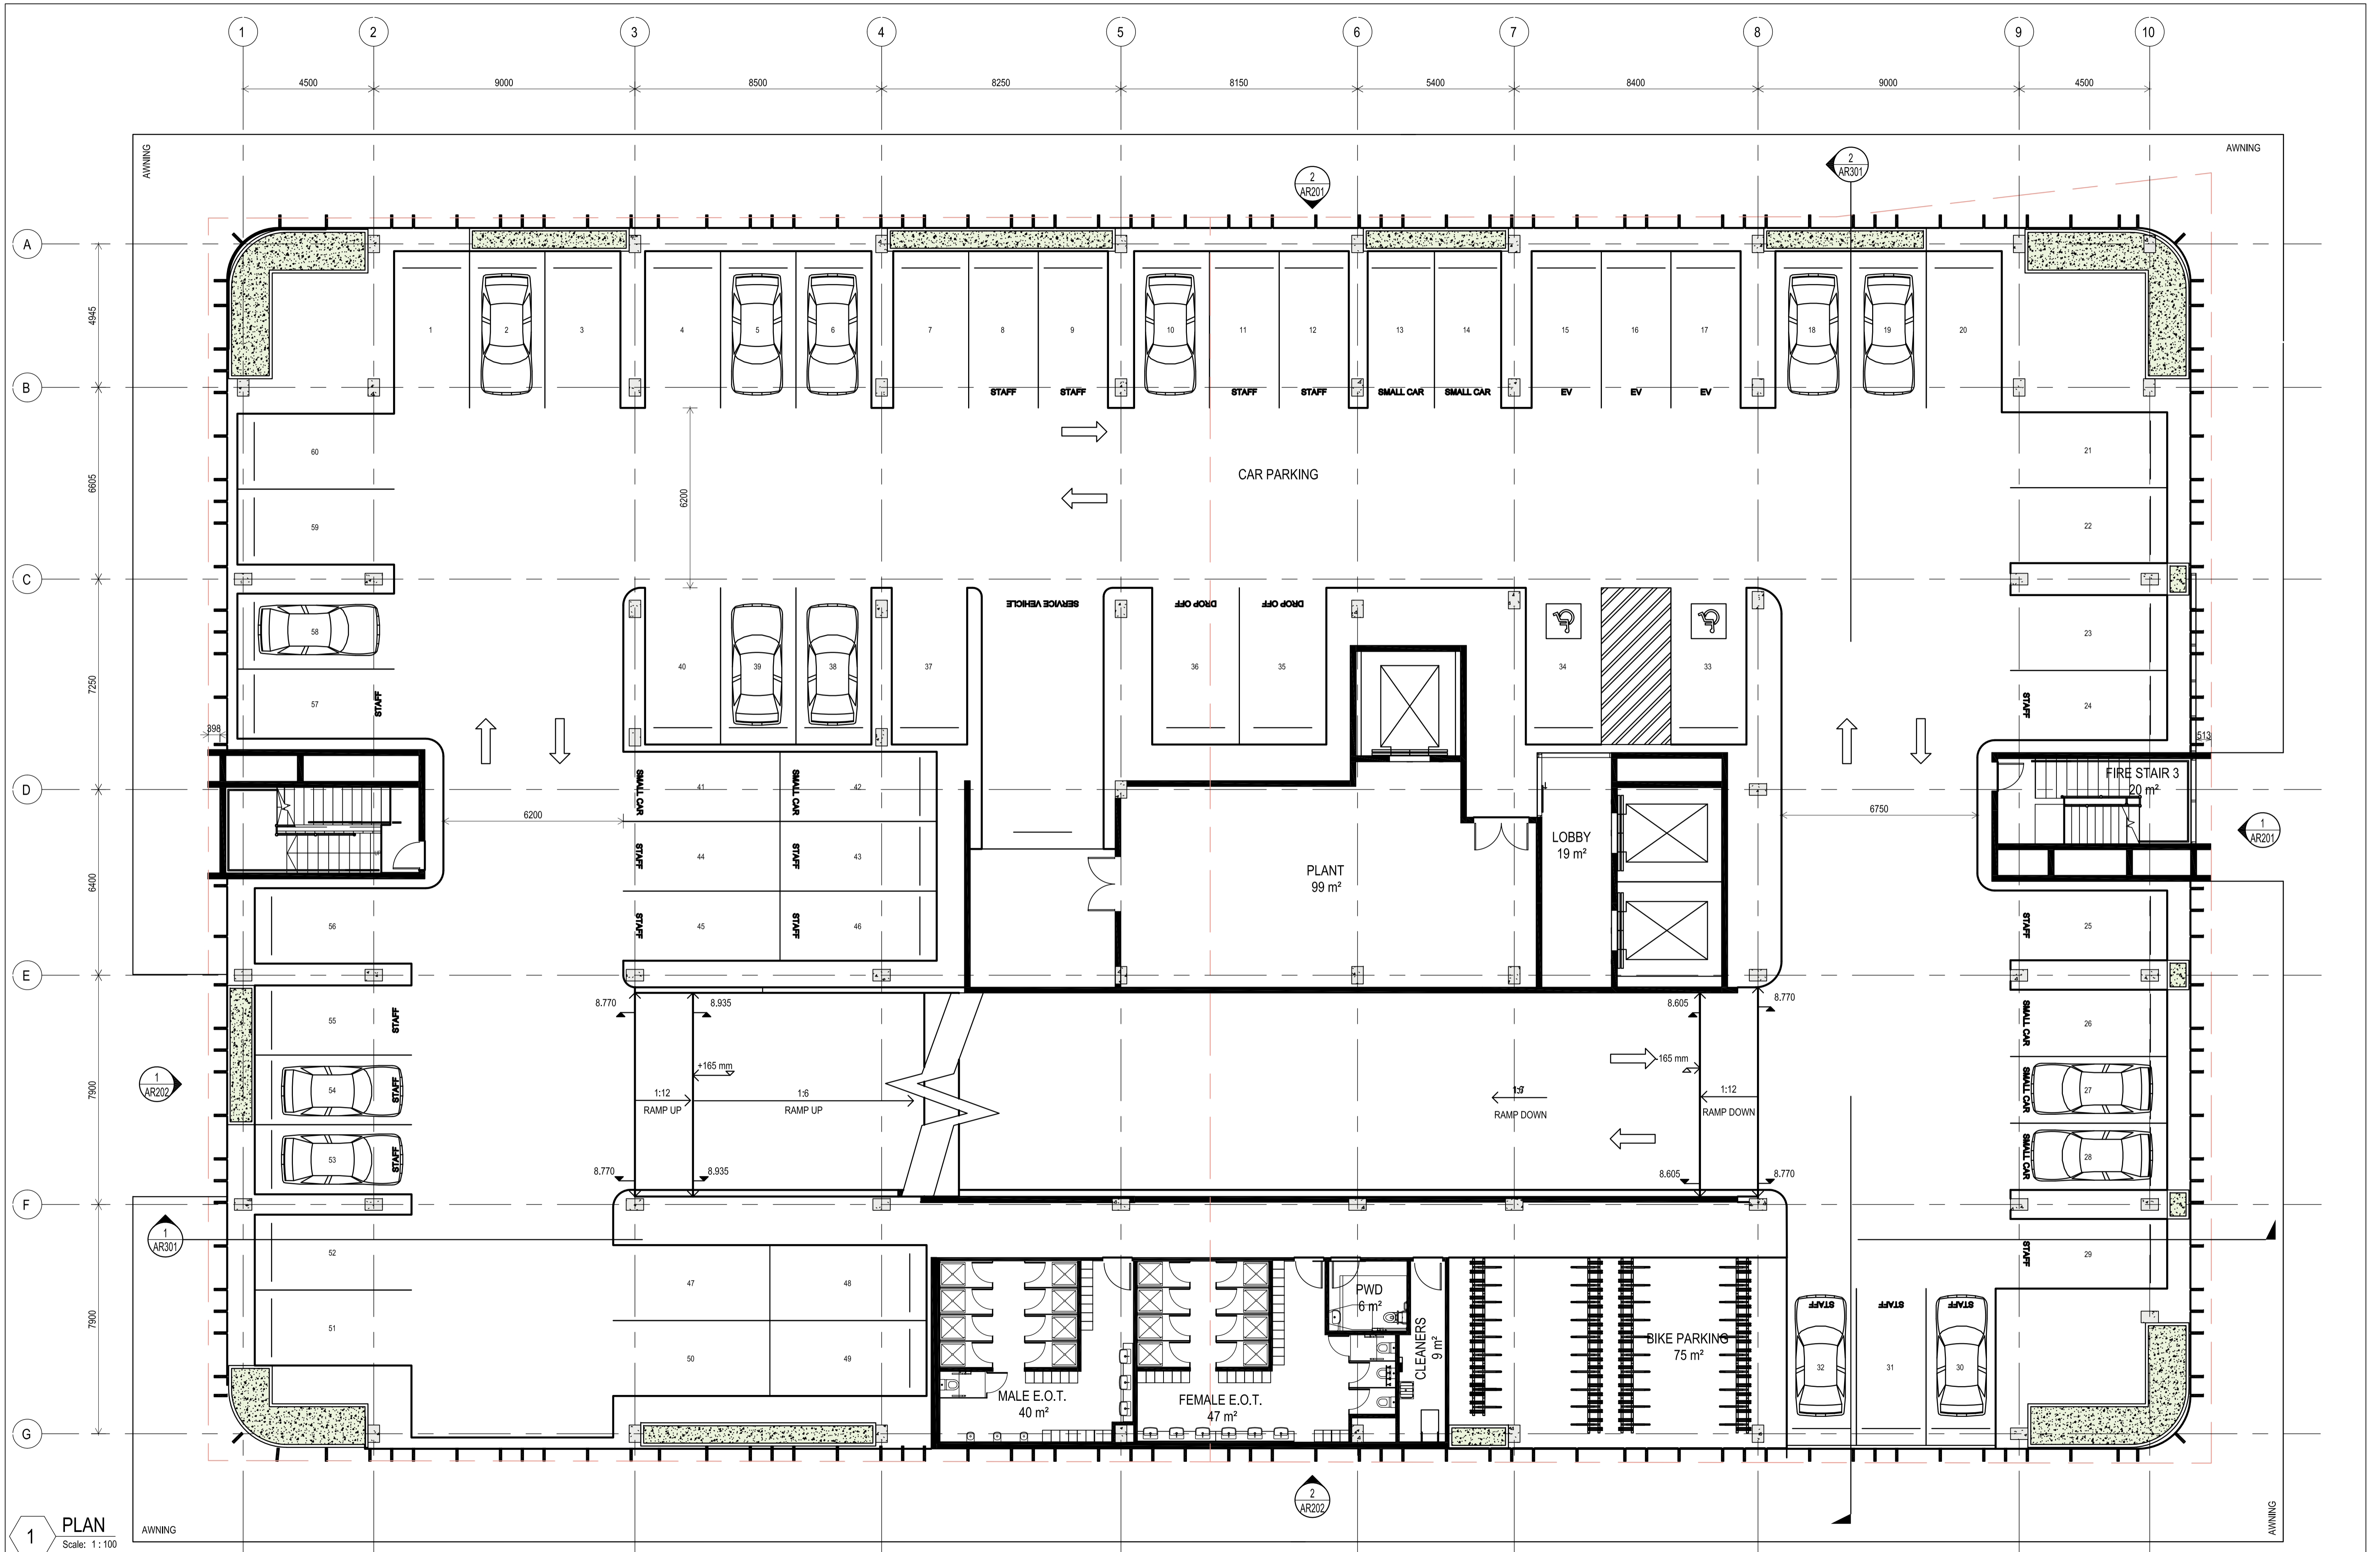 1 2 3 4 5 6 7 8 9 10
4500 9000 8500 8250 8150 5400 8400 9000 4500
AWNING
AWNING
2
AR201
2
AR301
A
B
C
D
E
F
G
4945
6605
7250
6400
7900
7900
1 2 3 4 5 6 7 8 9 10 11 12 13 14 15 16 17 18 19 20
STAFF STAFF STAFF STAFF SMALL CAR SMALL CAR EV EV EV
60
59
6200
CAR PARKING
21
22
58
57
STAFF
398
SERVICE VEHICLE
DROP OFF
DROP OFF
40 39 38 37 36 35 34 33
23
24
STAFF
513
SMALL CAR
41
SMALL CAR
42
6200
STAFF
44
STAFF
43
STAFF
45
STAFF
46
PLANT
99 m²
LOBBY
19 m²
6750
FIRE STAIR 3
20 m²
1
AR201
56
STAFF
25
55
STAFF
54
STAFF
53
STAFF
1
AR202
8.770
8.935
+165 mm
1:12
RAMP UP
1:6
RAMP UP
8.770
8.935
8.605
8.770
-165 mm
RAMP DOWN
1:12
RAMP DOWN
8.605
8.770
SMALL CAR
26
SMALL CAR
27
SMALL CAR
28
1
AR301
52
51
47
48
50
49
MALE E.O.T.
40 m²
FEMALE E.O.T.
47 m²
PWD
6 m²
CLEANERS
9 m²
BIKE PARKING
75 m²
STAFF
STAFF
STAFF
32 31 30
STAFF
29
2
AR202
1
PLAN
Scale: 1 : 100
AWNING
AWNING